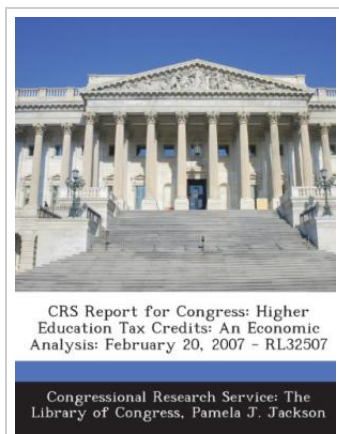 CRS Report for Congress: Higher
Education Tax Credits: An Economic
Analysis: February 20, 2007 - RL32507
Congressional Research Service: The
Library of Congress, Pamela J. Jackson